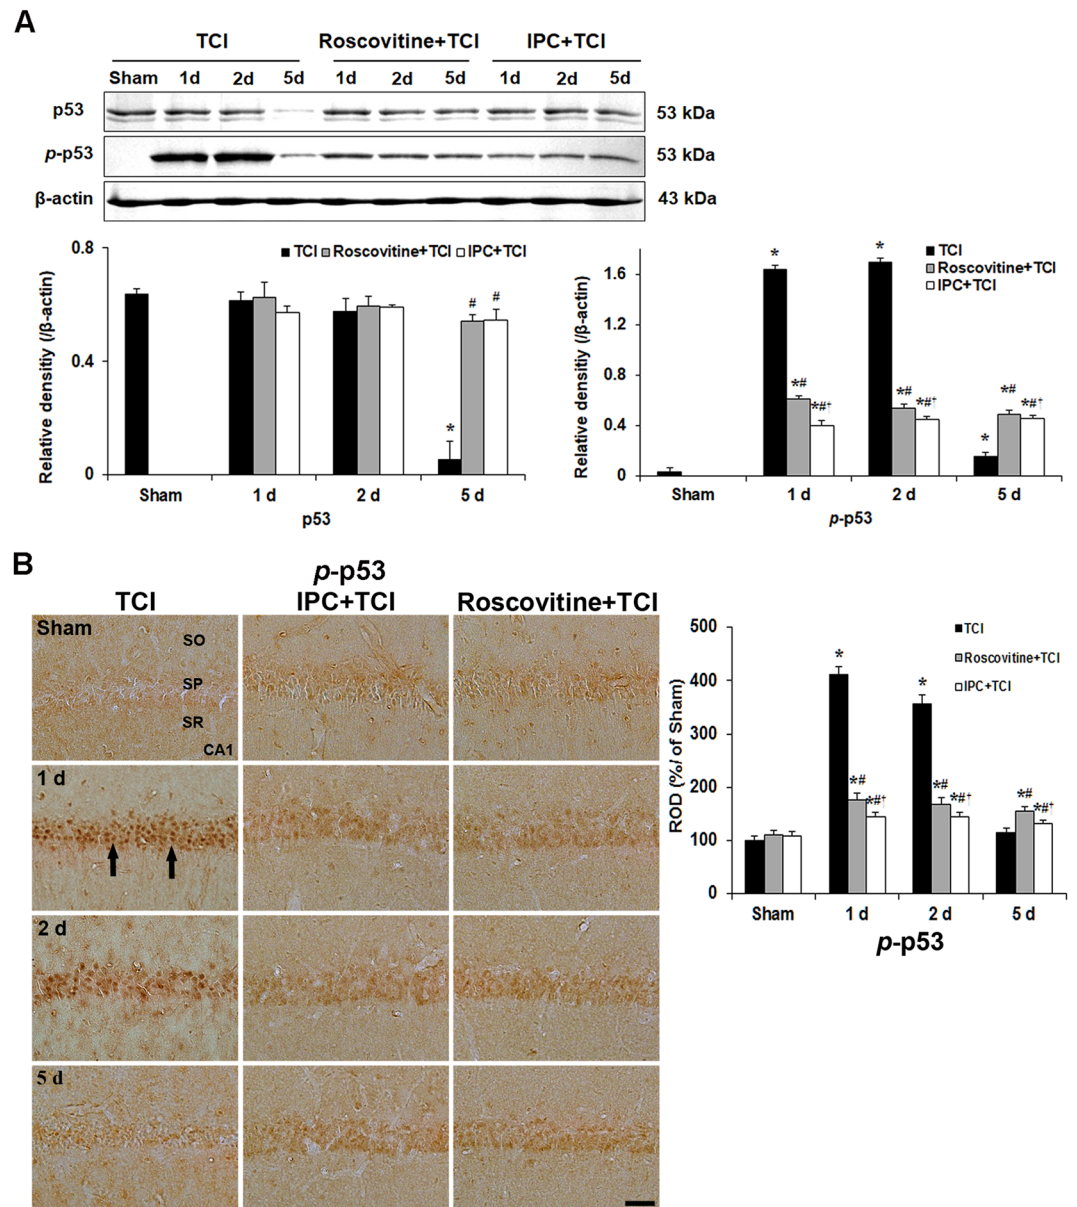 A
TCI Roscovitine+TCI IPC+TCI
Sham 1d 2d 5d 1d 2d 5d 1d 2d 5d
p53 53 kDa
p-p53 53 kDa
β-actin 43 kDa
0.8
0.4
0
Relative densitiy (/β-actin)
TCI Roscovitine+TCI IPC+TCI
# #
*
Sham 1 d 2 d 5 d
p53
1.6
1.2
0.8
0.4
0
Relative densitiy (/β-actin)
TCI
Roscovitine+TCI
IPC+TCI
* *
*# *#† *# *#† * *# *#†
Sham 1 d 2 d 5 d
p-p53
B
p-p53
TCI IPC+TCI Roscovitine+TCI
Sham
SO
SP
SR
CA1
1 d
2 d
5 d
500
400
300
200
100
0
ROD (%/ of Sham)
TCI
Roscovitine+TCI
IPC+TCI
* *
*# *#† *# *#† *# *#†
Sham 1 d 2 d 5 d
p-p53